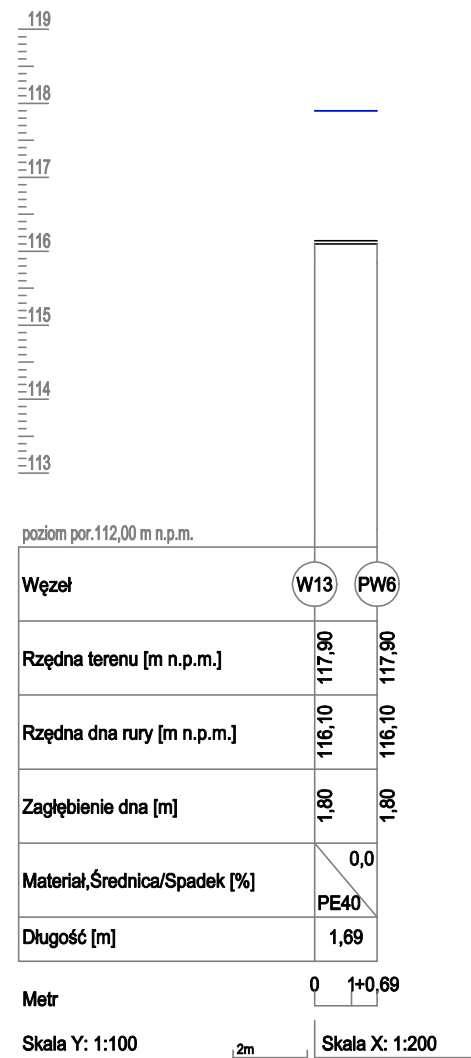 119
118
117
116
115
114
113
poziom por.112,00 m n.p.m.
Węzeł W13 PW6
Rzędna terenu [m n.p.m.] 117,90 117,90
Rzędna dna rury [m n.p.m.] 116,10 116,10
Zagłębienie dna [m] 1,80 1,80
Materiał,Średnica/Spadek [%] PE40 0,0
Długość [m] 1,69
Metr 0 1+0,69
Skala Y: 1:100 2m Skala X: 1:200